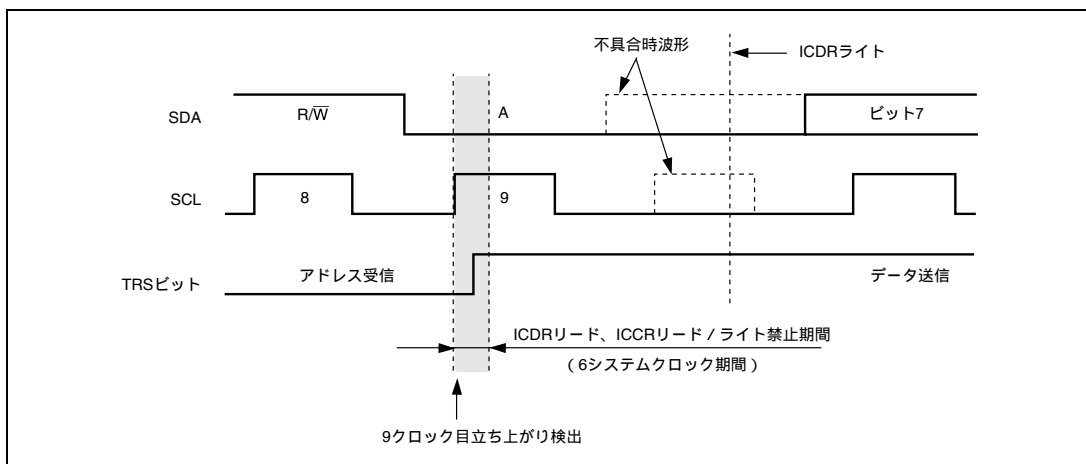 不具合時波形
ICDRライト
SDA
R/W̅
A
ビット7
SCL
8
9
TRSビット
アドレス受信
データ送信
ICDRリード、ICCRリード / ライト禁止期間
( 6システムクロック期間 )
9クロック目立ち上がり検出